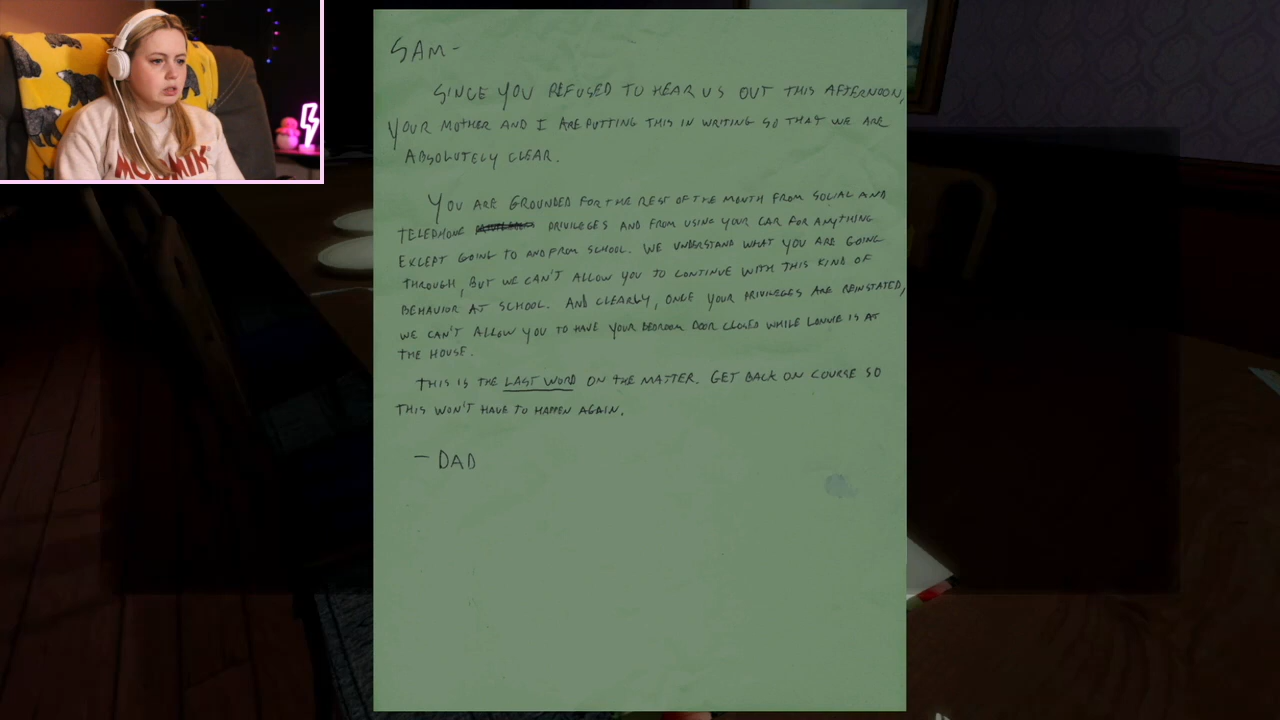 SAM-
SINCE YOU REFUSED TO HEAR US OUT THIS AFTERNOON,
YOUR MOTHER AND I ARE PUTTING THIS IN WRITING SO THAT WE ARE
ABSOLUTELY CLEAR.
YOU ARE GROUNDED FOR THE REST OF THE MONTH FROM SOCIAL AND
TELEPHONE PRIVILEGES AND FROM USING YOUR CAR FOR ANYTHING
EXCEPT GOING TO AND FROM SCHOOL. WE UNDERSTAND WHAT YOU ARE GOING
THROUGH, BUT WE CAN'T ALLOW YOU TO CONTINUE WITH THIS KIND OF
BEHAVIOR AT SCHOOL. AND CLEARLY, ONCE YOUR PRIVILEGES ARE REINSTATED,
WE CAN'T ALLOW YOU TO HAVE YOUR BEDROOM DOOR CLOSED WHILE LONNIE IS AT
THE HOUSE.
THIS IS THE LAST WORD ON THE MATTER. GET BACK ON COURSE SO
THIS WON'T HAVE TO HAPPEN AGAIN.
- DAD